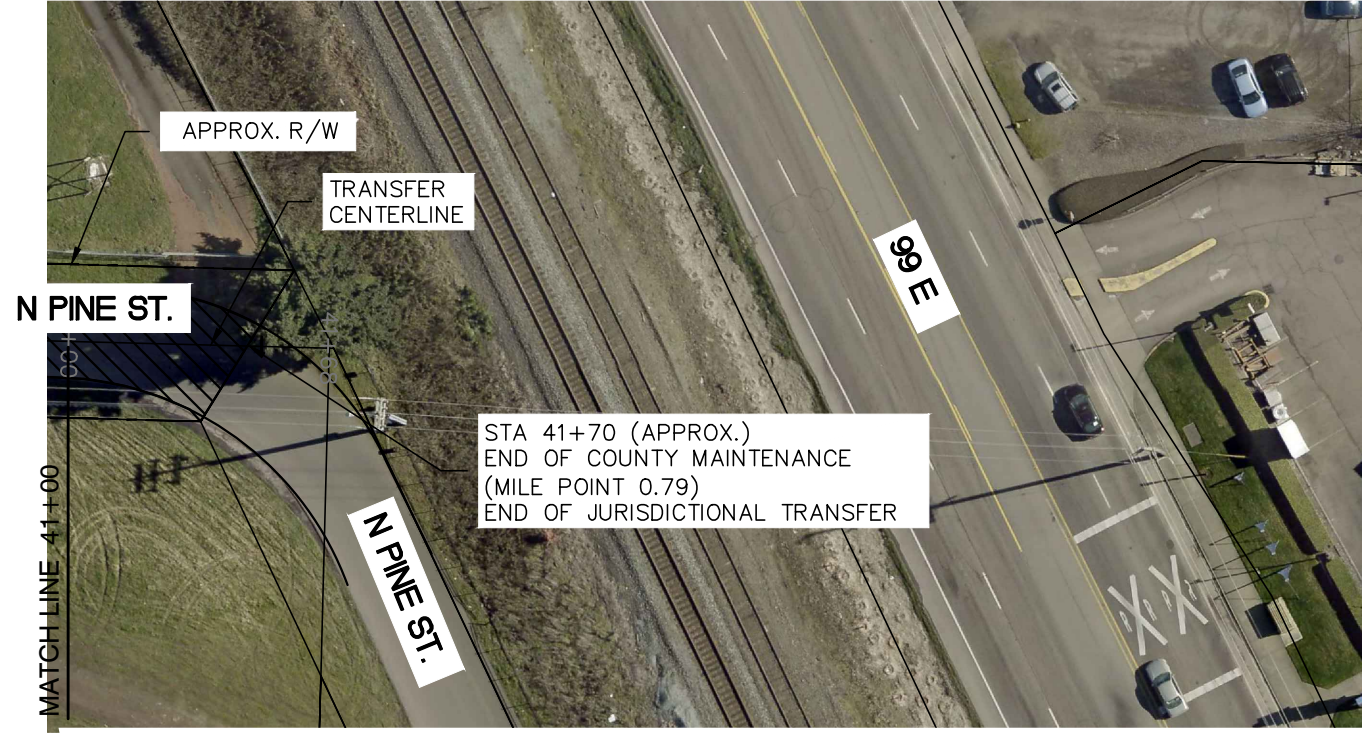 APPROX. R/W
TRANSFER
CENTERLINE
N PINE ST.
99 E
STA 41+70 (APPROX.)
END OF COUNTY MAINTENANCE
(MILE POINT 0.79)
END OF JURISDICTIONAL TRANSFER
N PINE ST.
MATCH LINE 41+00